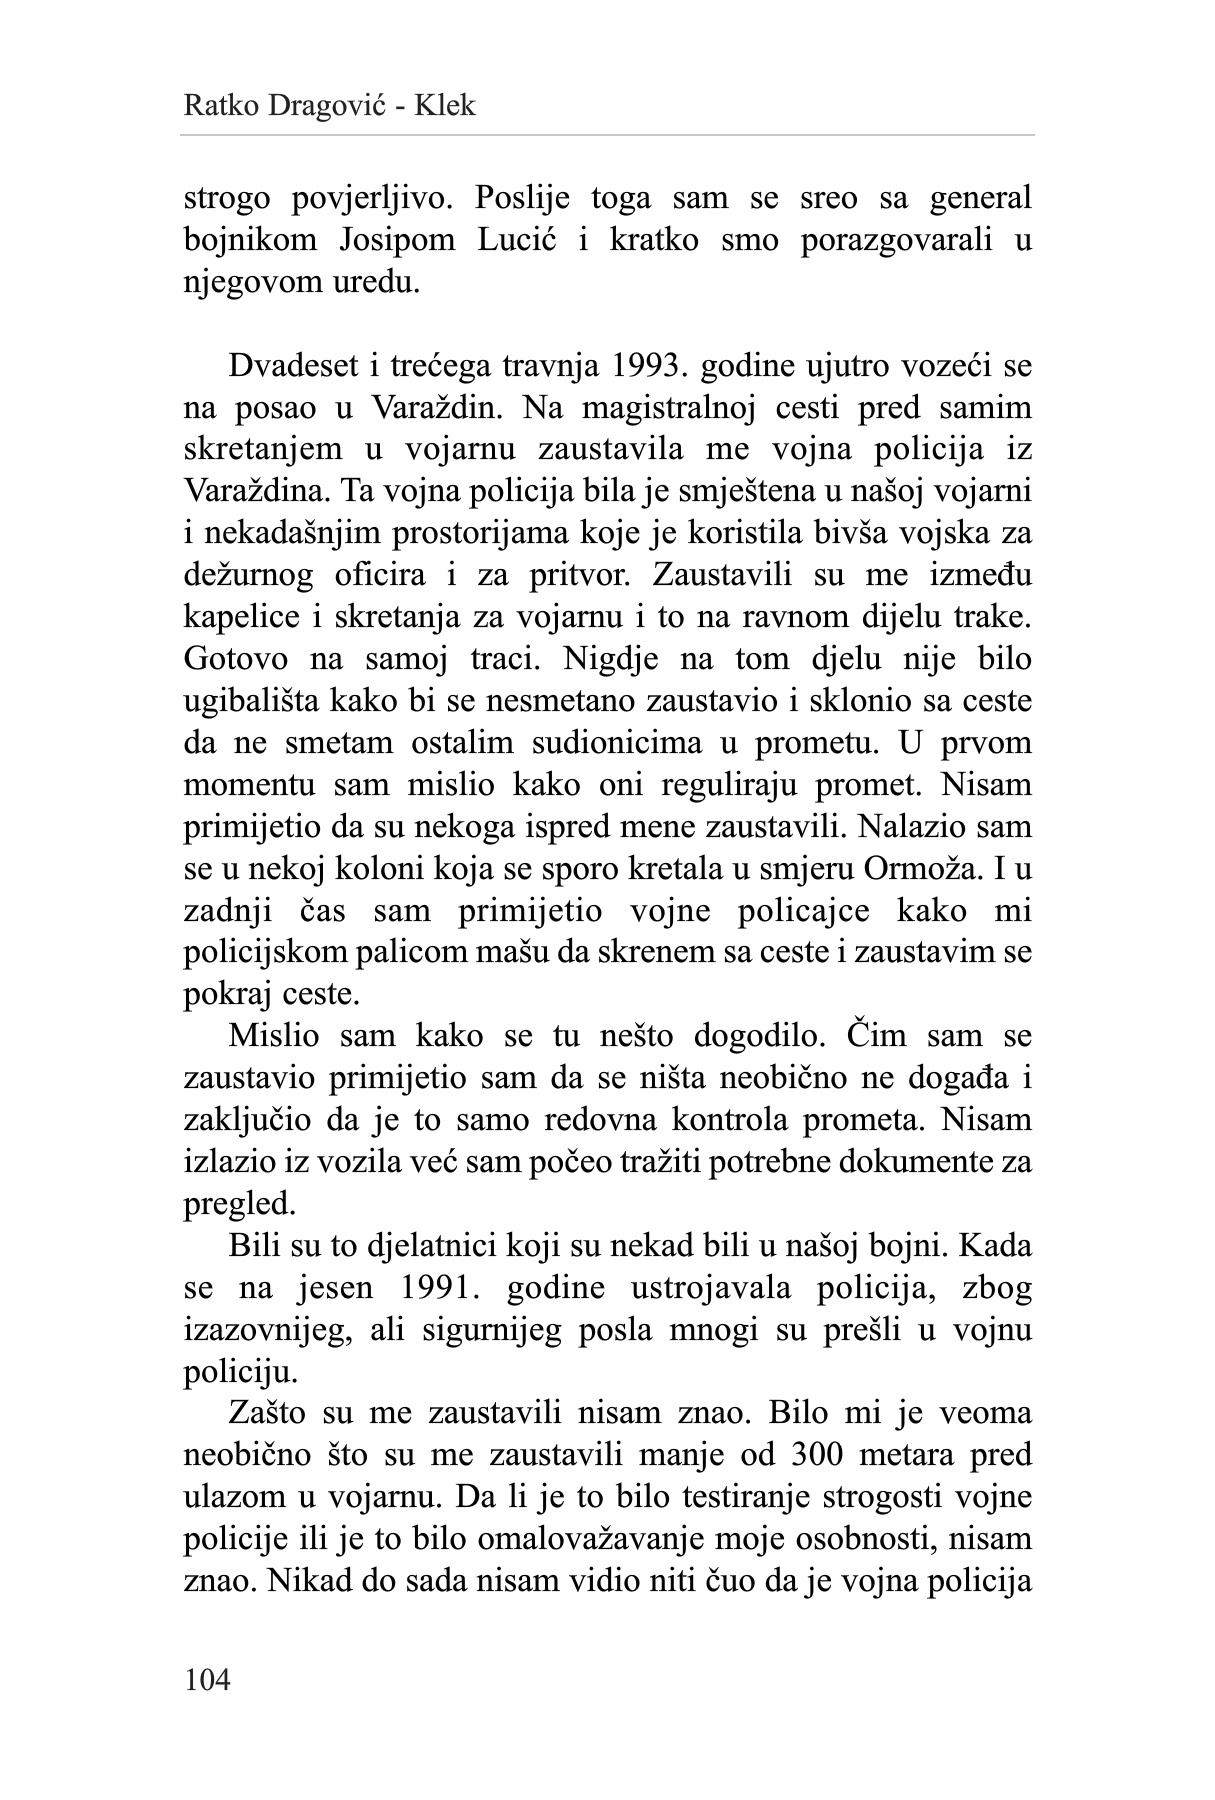 Ratko Dragović - Klek
strogo povjerljivo. Poslije toga sam se sreo sa general
bojnikom Josipom Lucić i kratko smo porazgovarali u
njegovom uredu.
Dvadeset i trećega travnja 1993. godine ujutro vozeći se
na posao u Varaždin. Na magistralnoj cesti pred samim
skretanjem u vojarnu zaustavila me vojna policija iz
Varaždina. Ta vojna policija bila je smještena u našoj vojarni
i nekadašnjim prostorijama koje je koristila bivša vojska za
dežurnog oficira i za pritvor. Zaustavili su me između
kapelice i skretanja za vojarnu i to na ravnom dijelu trake.
Gotovo na samoj traci. Nigdje na tom djelu nije bilo
ugibališta kako bi se nesmetano zaustavio i sklonio sa ceste
da ne smetam ostalim sudionicima u prometu. U prvom
momentu sam mislio kako oni reguliraju promet. Nisam
primijetio da su nekoga ispred mene zaustavili. Nalazio sam
se u nekoj koloni koja se sporo kretala u smjeru Ormoža. I u
zadnji čas sam primijetio vojne policajce kako mi
policijskom palicom mašu da skrenem sa ceste i zaustavim se
pokraj ceste.
Mislio sam kako se tu nešto dogodilo. Čim sam se
zaustavio primijetio sam da se ništa neobično ne događa i
zaključio da je to samo redovna kontrola prometa. Nisam
izlazio iz vozila već sam počeo tražiti potrebne dokumente za
pregled.
Bili su to djelatnici koji su nekad bili u našoj bojni. Kada
se na jesen 1991. godine ustrojavala policija, zbog
izazovnijeg, ali sigurnijeg posla mnogi su prešli u vojnu
policiju.
Zašto su me zaustavili nisam znao. Bilo mi je veoma
neobično što su me zaustavili manje od 300 metara pred
ulazom u vojarnu. Da li je to bilo testiranje strogosti vojne
policije ili je to bilo omalovažavanje moje osobnosti, nisam
znao. Nikad do sada nisam vidio niti čuo da je vojna policija
104